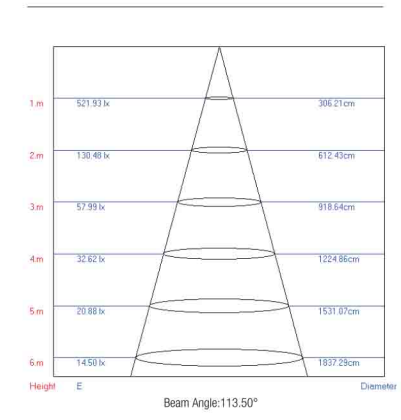 1.m 521.93 lx 306.21cm
2.m 130.48 lx 612.43cm
3.m 57.99 lx 918.64cm
4.m 32.62 lx 1224.86cm
5.m 20.88 lx 1531.07cm
6.m 14.50 lx 1837.29cm
Height E Diameter
Beam Angle:113.50°